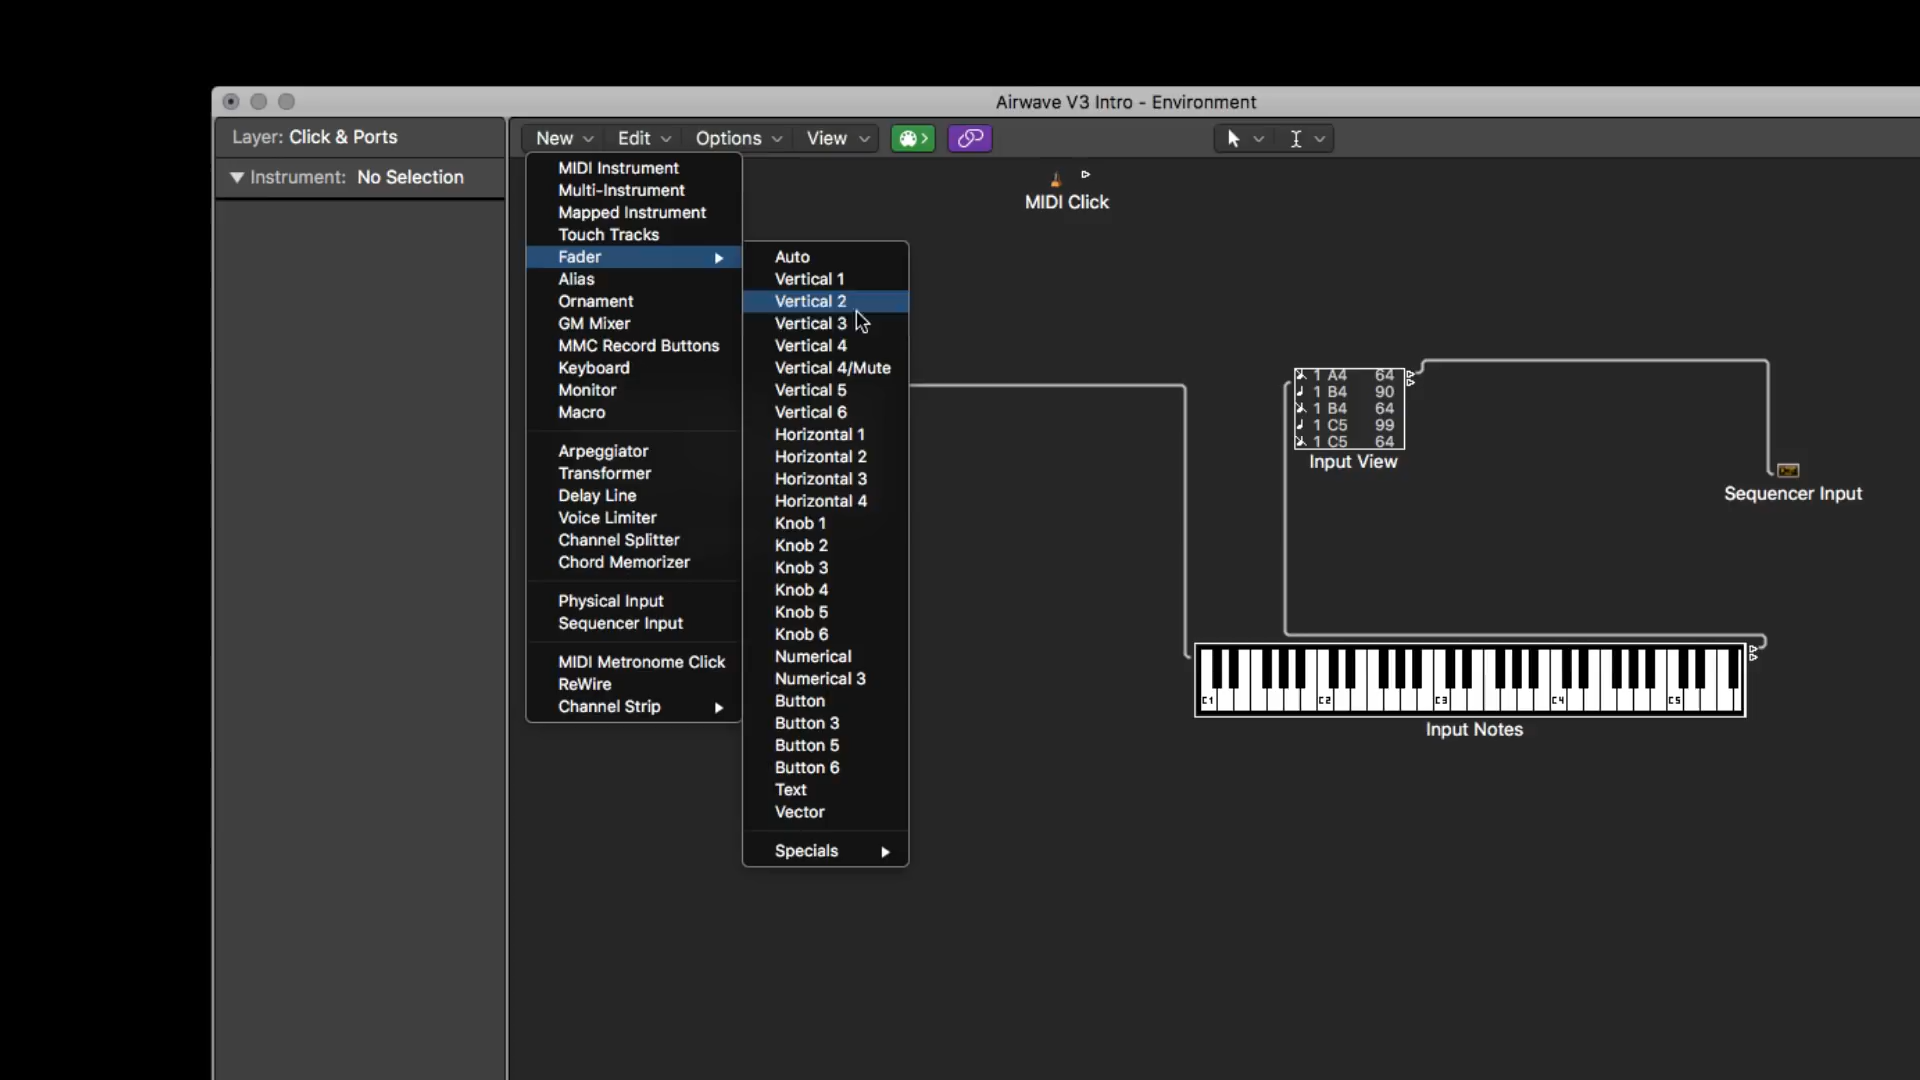 Airwave V3 Intro - Environment
Layer: Click & Ports
Instrument: No Selection
New
Edit
Options
View
MIDI Instrument
Multi-Instrument
Mapped Instrument
Touch Tracks
Fader
Alias
Ornament
GM Mixer
MMC Record Buttons
Keyboard
Monitor
Macro
Arpeggiator
Transformer
Delay Line
Voice Limiter
Channel Splitter
Chord Memorizer
Physical Input
Sequencer Input
MIDI Metronome Click
ReWire
Channel Strip
Auto
Vertical 1
Vertical 2
Vertical 3
Vertical 4
Vertical 4/Mute
Vertical 5
Vertical 6
Horizontal 1
Horizontal 2
Horizontal 3
Horizontal 4
Knob 1
Knob 2
Knob 3
Knob 4
Knob 5
Knob 6
Numerical
Numerical 3
Button
Button 3
Button 5
Button 6
Text
Vector
Specials
MIDI Click
1 A4 64
1 B4 90
1 B4 64
1 C5 99
1 C5 64
Input View
Sequencer Input
C1 C2 C3 C4 C5
Input Notes